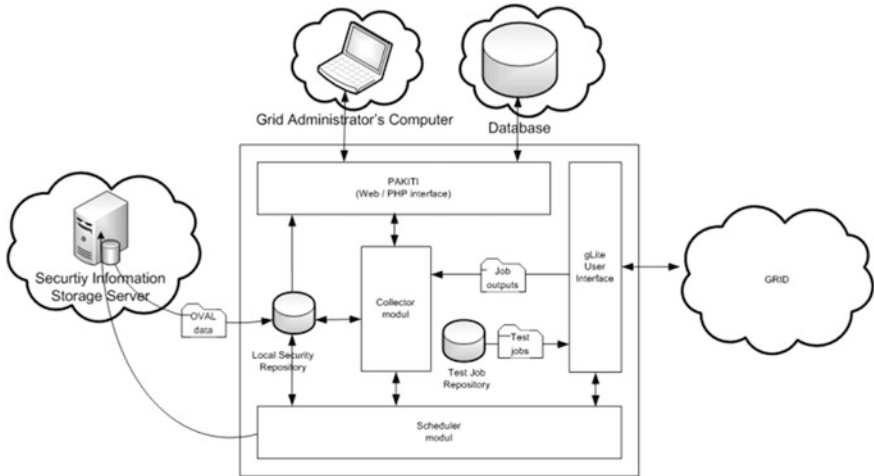 Grid Administrator's Computer
Database
PAKITI
(Web / PHP interface)
gLite
User
Interface
Securtiy Information
Storage Server
OVAL
data
Local Security
Repository
Collector
modul
Job
outputs
Test Job
Repository
Test
jobs
GRID
Scheduler
modul